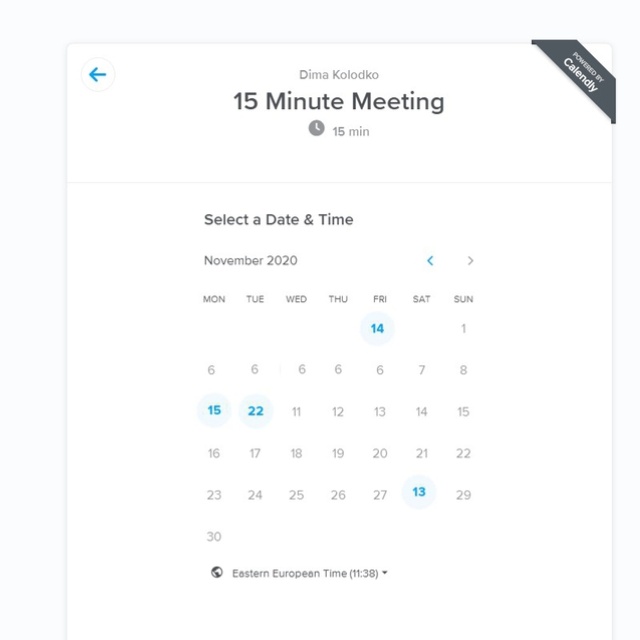 POWERED BY
Calendly
Dima Kolodko
15 Minute Meeting
15 min
Select a Date & Time
November 2020
MON TUE WED THU FRI SAT SUN
14 1
6 6 6 6 6 7 8
15 22 11 12 13 14 15
16 17 18 19 20 21 22
23 24 25 26 27 13 29
30
Eastern European Time (11:38)